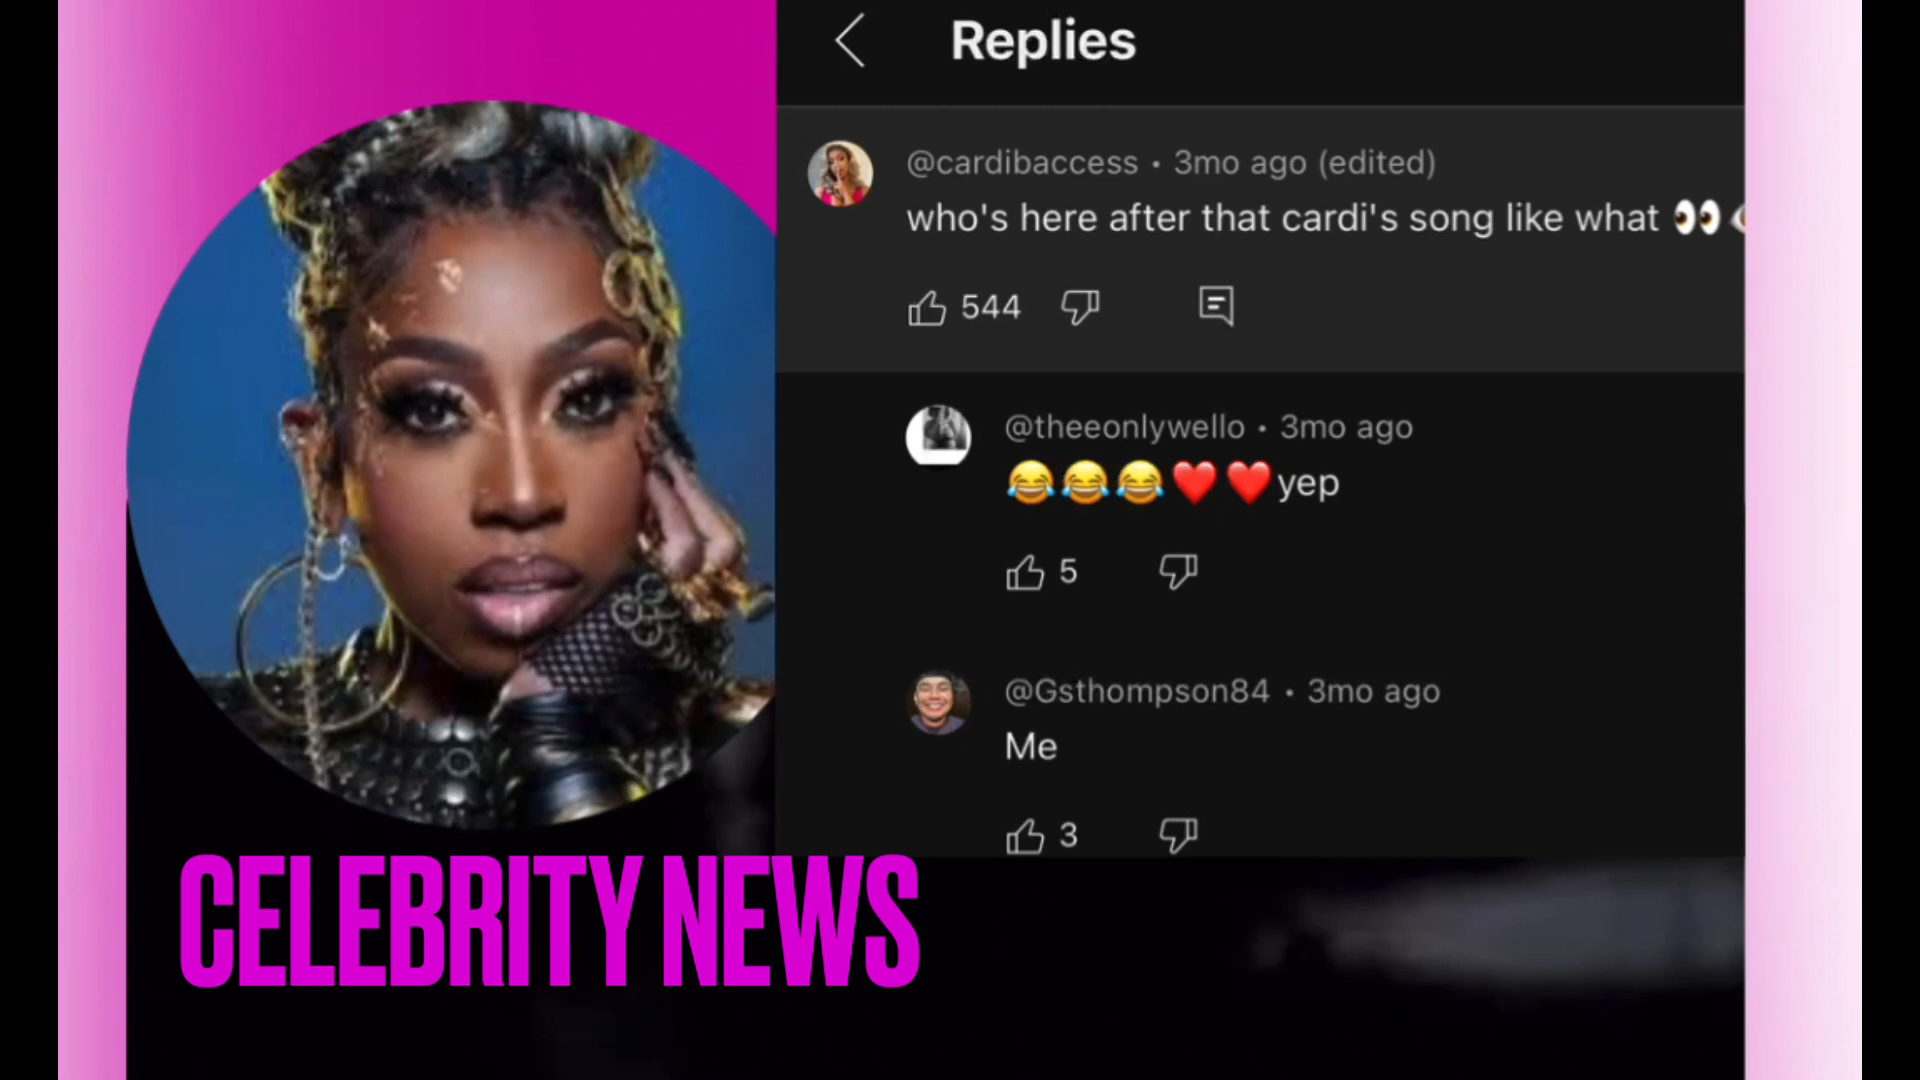 Replies
@cardibaccess • 3mo ago (edited)
who's here after that cardi's song like what 👀
544
@theeonlywello • 3mo ago
😂😂😂❤️❤️yep
5
@Gsthompson84 • 3mo ago
Me
3
CELEBRITY NEWS